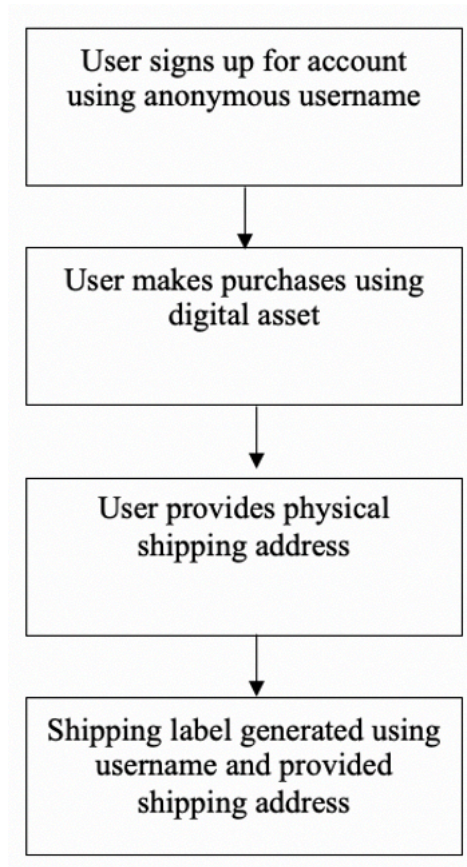 User signs up for account
using anonymous username
User makes purchases using
digital asset
User provides physical
shipping address
Shipping label generated using
username and provided
shipping address